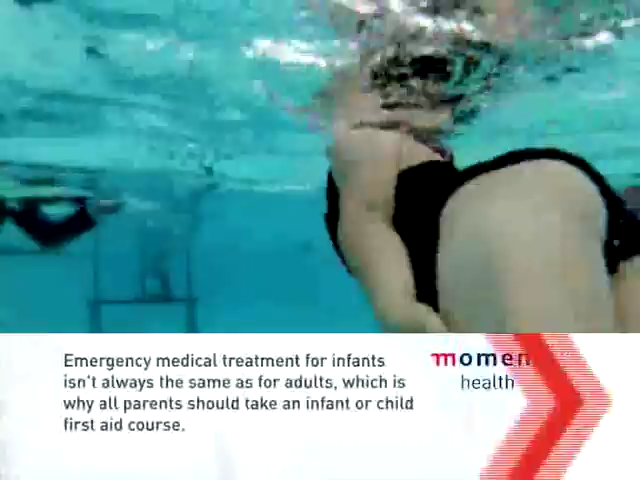 Emergency medical treatment for infants
isn't always the same as for adults, which is
why all parents should take an infant or child
first aid course.
momen
health